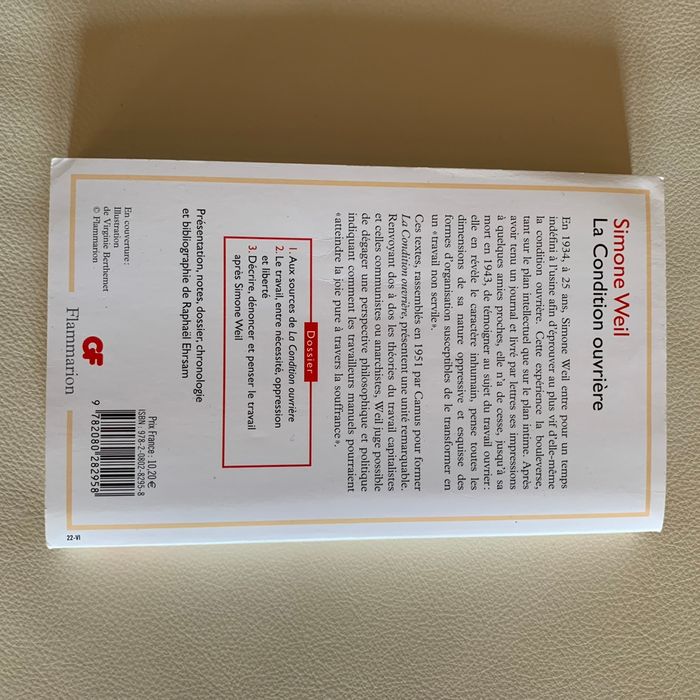 Simone Weil
La Condition ouvrière
En 1934, à 25 ans, Simone Weil entre pour un temps
indéfini à l'usine afin d'éprouver au plus vif d'elle-même
la condition ouvrière. Cette expérience la bouleverse,
tant sur le plan intellectuel que sur le plan intime. Après
avoir tenu un journal et livré par lettres ses impressions
à quelques amies proches, elle n'a de cesse, jusqu'à sa
mort en 1943, de témoigner au sujet du travail ouvrier :
elle en révèle le caractère inhumain, pense toutes les
dimensions de sa nature oppressive et esquisse des
formes d'organisation susceptibles de le transformer en
un « travail non servile ».
Ces textes, rassemblés en 1951 par Camus pour former
La Condition ouvrière, présentent une unité remarquable.
Renvoyant dos à dos les théories du travail capitalistes
et celles communistes ou anarchistes, Weil juge possible
de dégager une perspective philosophique et politique
indiquant comment les travailleurs manuels pourraient
« atteindre la joie pure à travers la souffrance ».
Dossier
1. Aux sources de La Condition ouvrière
2. Le travail, entre nécessité, oppression
et liberté
3. Décrire, dénoncer et penser le travail
après Simone Weil
Présentation, notes, dossier, chronologie
et bibliographie de Raphaël Ehrsam
En couverture :
Illustration
de Virginie Berthemet
© Flammarion
GF
Flammarion
Prix France : 10,20 €
ISBN : 978-2-0802-8295-8
9 782080 282958
22-VI